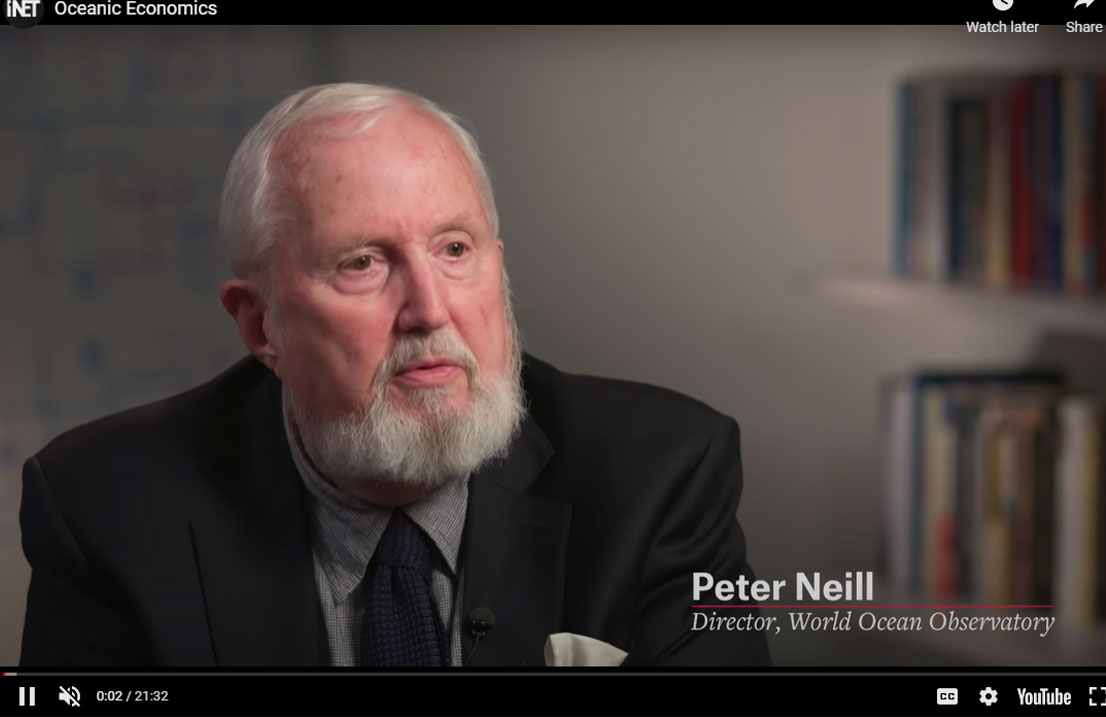 iNET Oceanic Economics
Watch later Share
Peter Neill
Director, World Ocean Observatory
0:02 / 21:32 CC YouTube